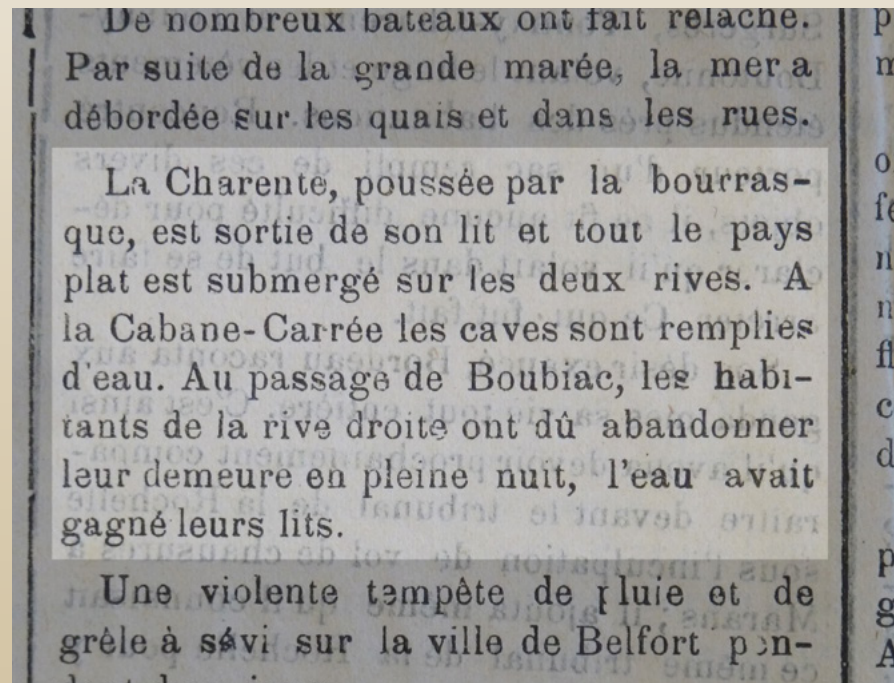 De nombreux bateaux ont fait relâche.
Par suite de la grande marée, la mer a
débordée sur les quais et dans les rues.
La Charente, poussée par la bourras-
que, est sortie de son lit et tout le pays
plat est submergé sur les deux rives. A
la Cabane-Carrée les caves sont remplies
d'eau. Au passage de Boubiac, les habi-
tants de la rive droite ont dû abandonner
leur demeure en pleine nuit, l'eau avait
gagné leurs lits.
Une violente tempête de pluie et de
grêle à sévi sur la ville de Belfort pen-